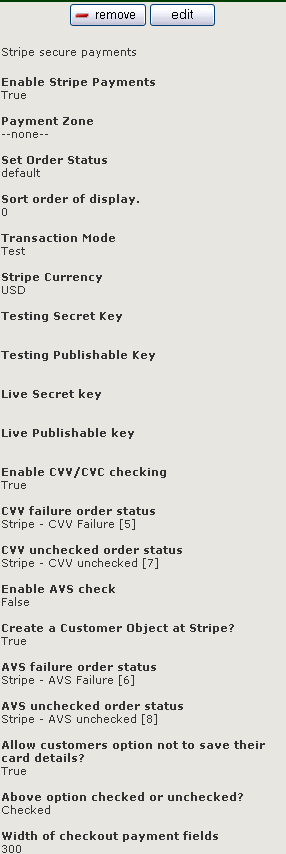 remove edit
Stripe secure payments
Enable Stripe Payments
True
Payment Zone
--none--
Set Order Status
default
Sort order of display.
0
Transaction Mode
Test
Stripe Currency
USD
Testing Secret Key
Testing Publishable Key
Live Secret key
Live Publishable key
Enable CVV/CVC checking
True
CVV failure order status
Stripe - CVV Failure [5]
CVV unchecked order status
Stripe - CVV unchecked [7]
Enable AVS check
False
Create a Customer Object at Stripe?
True
AVS failure order status
Stripe - AVS Failure [6]
AVS unchecked order status
Stripe - AVS unchecked [8]
Allow customers option not to save their
card details?
True
Above option checked or unchecked?
Checked
Width of checkout payment fields
300